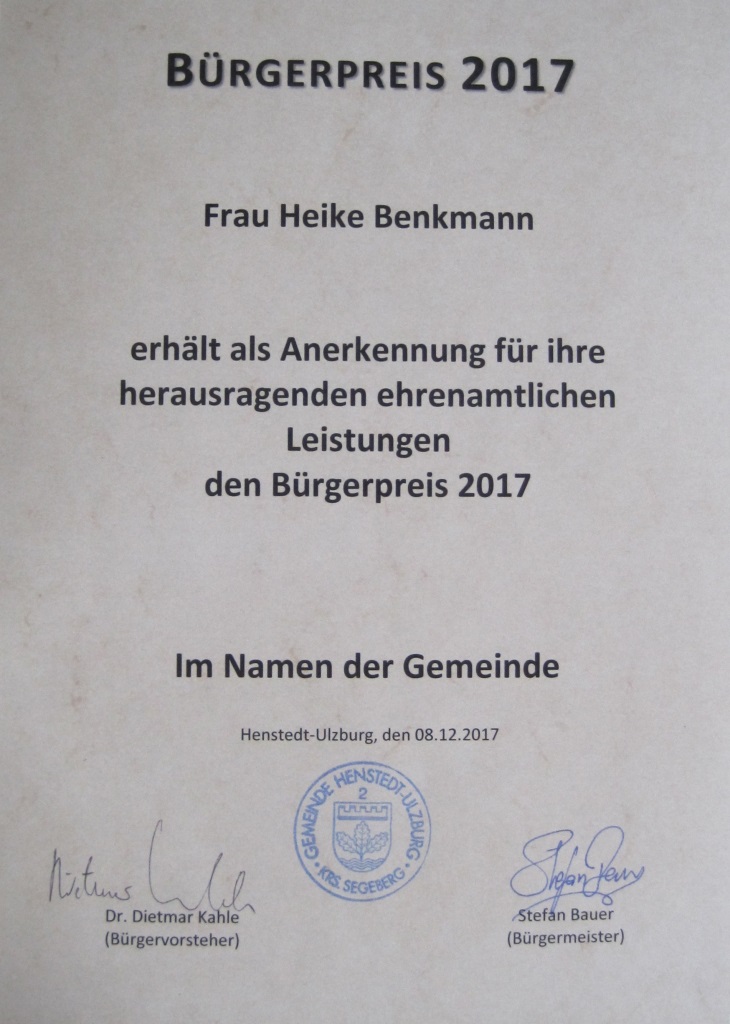 BÜRGERPREIS 2017
Frau Heike Benkmann
erhält als Anerkennung für ihre
herausragenden ehrenamtlichen
Leistungen
den Bürgerpreis 2017
Im Namen der Gemeinde
Henstedt-Ulzburg, den 08.12.2017
GEMEINDE HENSTEDT-ULZBURG
2
KRS. SEGEBERG
Dr. Dietmar Kahle
(Bürgervorsteher)
Stefan Bauer
(Bürgermeister)